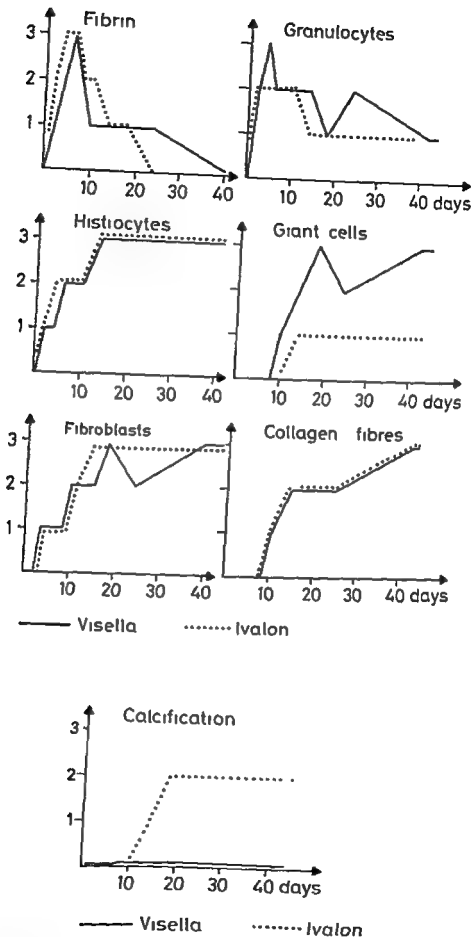 Fibrin
3
2
1
10 20 30 40
Granulocytes
10 20 30 40 days
Histiocytes
3
2
1
10 20 30 40
Giant cells
10 20 30 40 days
Fibroblasts
3
2
1
10 20 30 40
Collagen fibres
10 20 30 40 days
Visella Ivalon
Calcification
3
2
1
10 20 30 40 days
Visella Ivalon